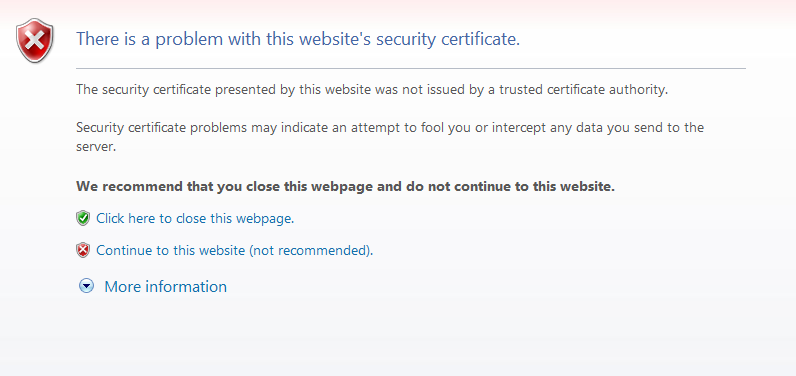 There is a problem with this website's security certificate.
The security certificate presented by this website was not issued by a trusted certificate authority.
Security certificate problems may indicate an attempt to fool you or intercept any data you send to the
server.
We recommend that you close this webpage and do not continue to this website.
Click here to close this webpage.
Continue to this website (not recommended).
More information